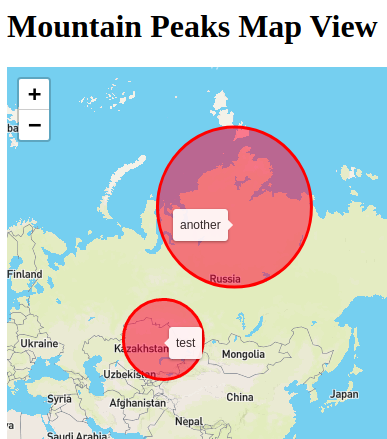 Mountain Peaks Map View
+
−
ba
another
Finland
Russia
Ukraine
Kazakhstan
test
Mongolia
Uzbekistan
Syria
Afghanistan
China
Japan
Nepal
Saudi Arabia